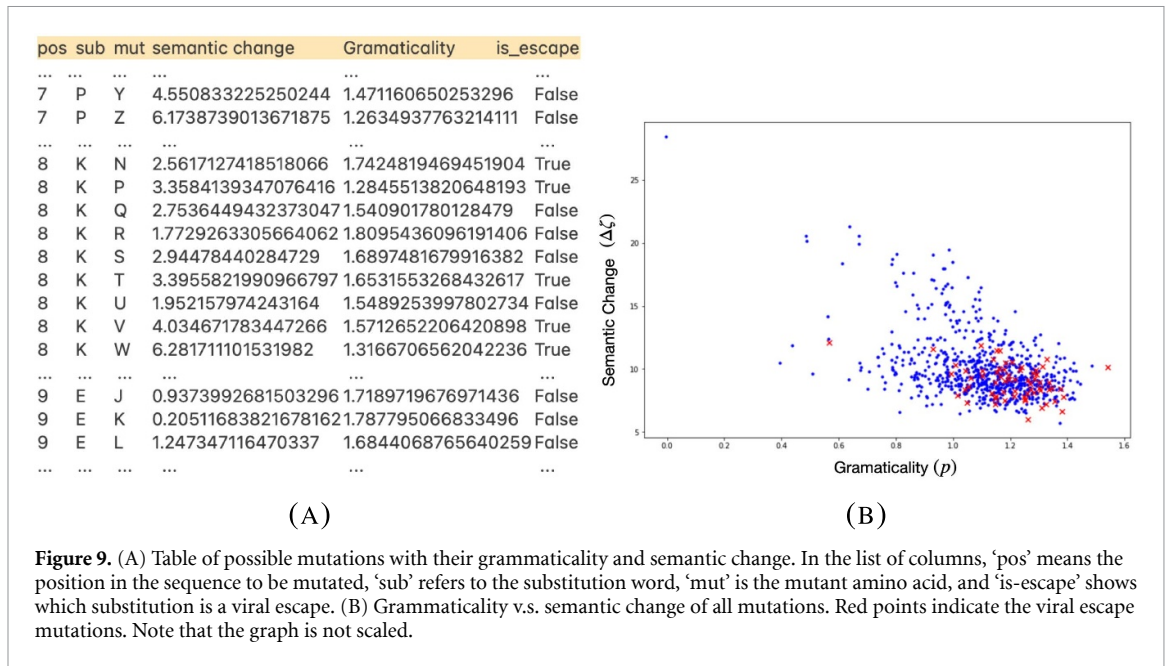 pos sub mut semantic change Gramaticality is_escape
... ... ... ... ... ...
7 P Y 4.550833225250244 1.471160650253296 False
7 P Z 6.1738739013671875 1.2634937763214111 False
... ... ... ... ... ...
8 K N 2.5617127418518066 1.7424819469451904 True
8 K P 3.3584139347076416 1.2845513820648193 True
8 K Q 2.7536449432373047 1.540901780128479 False
8 K R 1.7729263305664062 1.8095436096191406 False
8 K S 2.94478440284729 1.6897481679916382 False
8 K T 3.3955821990966797 1.6531553268432617 True
8 K U 1.952157974243164 1.5489253997802734 False
8 K V 4.034671783447266 1.5712652206420898 True
8 K W 6.281711101531982 1.3166706562042236 True
... ... ... ... ... ...
9 E J 0.9373992681503296 1.7189719676971436 False
9 E K 0.20511683821678162 1.787795066833496 False
9 E L 1.247347116470337 1.6844068765640259 False
... ... ... ... ... ...
(A)
Semantic Change (Δζ)
25
20
15
10
5
0.0 0.2 0.4 0.6 0.8 1.0 1.2 1.4 1.6
Gramaticality (p)
(B)
Figure 9. (A) Table of possible mutations with their grammaticality and semantic change. In the list of columns, ‘pos’ means the
position in the sequence to be mutated, ‘sub’ refers to the substitution word, ‘mut’ is the mutant amino acid, and ‘is-escape’ shows
which substitution is a viral escape. (B) Grammaticality v.s. semantic change of all mutations. Red points indicate the viral escape
mutations. Note that the graph is not scaled.